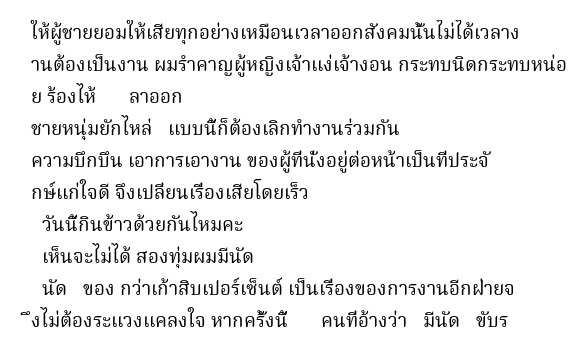 ให้ผู้ชายยอมให้เสียทุกอย่างเหมือนเวลาออกสังคมนั้นไม่ได้เวลาง
านต้องเป็นงาน ผมรำคาญผู้หญิงเจ้าแง่เจ้างอน กระทบนิดกระทบหน่อ
ย ร้องไห้ ลาออก
ชายหนุ่มยักไหล่ แบบนี้ก็ต้องเลิกทำงานร่วมกัน
ความบึกบึน เอาการเอางาน ของผู้ที่นั่งอยู่ต่อหน้าเป็นที่ประจั
กษ์แก่ใจดี จึงเปลี่ยนเรื่องเสียโดยเร็ว
วันนี้กินข้าวด้วยกันไหมคะ
เห็นจะไม่ได้ สองทุ่มผมมีนัด
นัด ของ กว่าเก้าสิบเปอร์เซ็นต์ เป็นเรื่องของการงานอีกฝ่ายจ
ึงไม่ต้องระแวงแคลงใจ หากครั้งนี้ คนที่อ้างว่า มีนัด ขับร